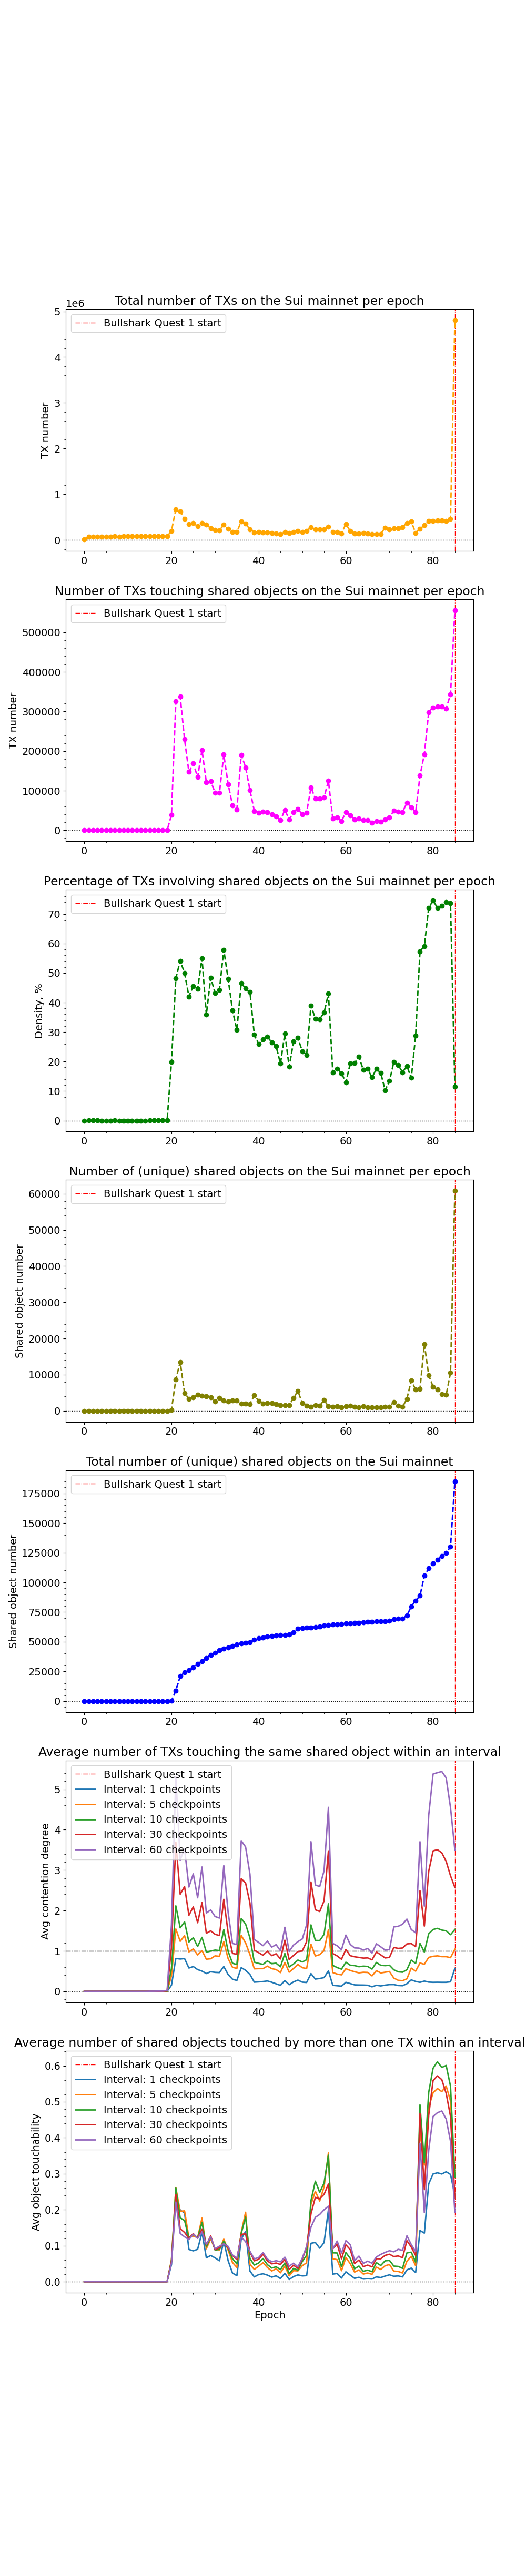 Total number of TXs on the Sui mainnet per epoch
1e6
Bullshark Quest 1 start
TX number
5
4
3
2
1
0
0 20 40 60 80
Number of TXs touching shared objects on the Sui mainnet per epoch
Bullshark Quest 1 start
TX number
500000
400000
300000
200000
100000
0
0 20 40 60 80
Percentage of TXs involving shared objects on the Sui mainnet per epoch
Bullshark Quest 1 start
Density, %
70
60
50
40
30
20
10
0
0 20 40 60 80
Number of (unique) shared objects on the Sui mainnet per epoch
Bullshark Quest 1 start
Shared object number
60000
50000
40000
30000
20000
10000
0
0 20 40 60 80
Total number of (unique) shared objects on the Sui mainnet
Bullshark Quest 1 start
Shared object number
175000
150000
125000
100000
75000
50000
25000
0
0 20 40 60 80
Average number of TXs touching the same shared object within an interval
Bullshark Quest 1 start
Interval: 1 checkpoints
Interval: 5 checkpoints
Interval: 10 checkpoints
Interval: 30 checkpoints
Interval: 60 checkpoints
Avg contention degree
5
4
3
2
1
0
0 20 40 60 80
Average number of shared objects touched by more than one TX within an interval
Bullshark Quest 1 start
Interval: 1 checkpoints
Interval: 5 checkpoints
Interval: 10 checkpoints
Interval: 30 checkpoints
Interval: 60 checkpoints
Avg object touchability
0.6
0.5
0.4
0.3
0.2
0.1
0.0
0 20 40 60 80
Epoch